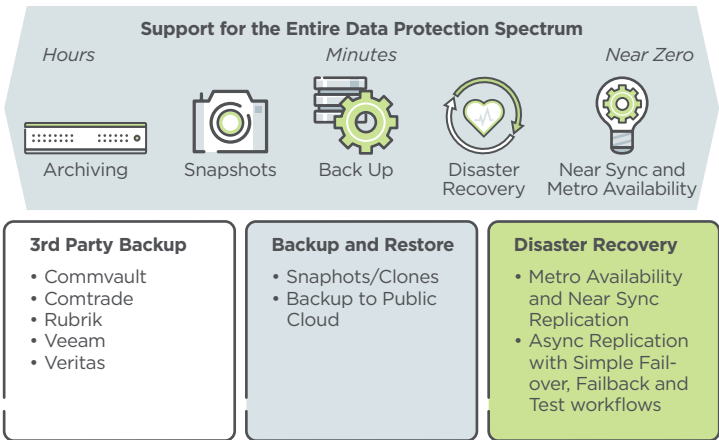 Support for the Entire Data Protection Spectrum
Hours Minutes Near Zero
Archiving
Snapshots
Back Up
Disaster
Recovery
Near Sync and
Metro Availability
3rd Party Backup
• Commvault
• Comtrade
• Rubrik
• Veeam
• Veritas
Backup and Restore
• Snaphots/Clones
• Backup to Public
Cloud
Disaster Recovery
• Metro Availability
and Near Sync
Replication
• Async Replication
with Simple Fail-
over, Failback and
Test workflows